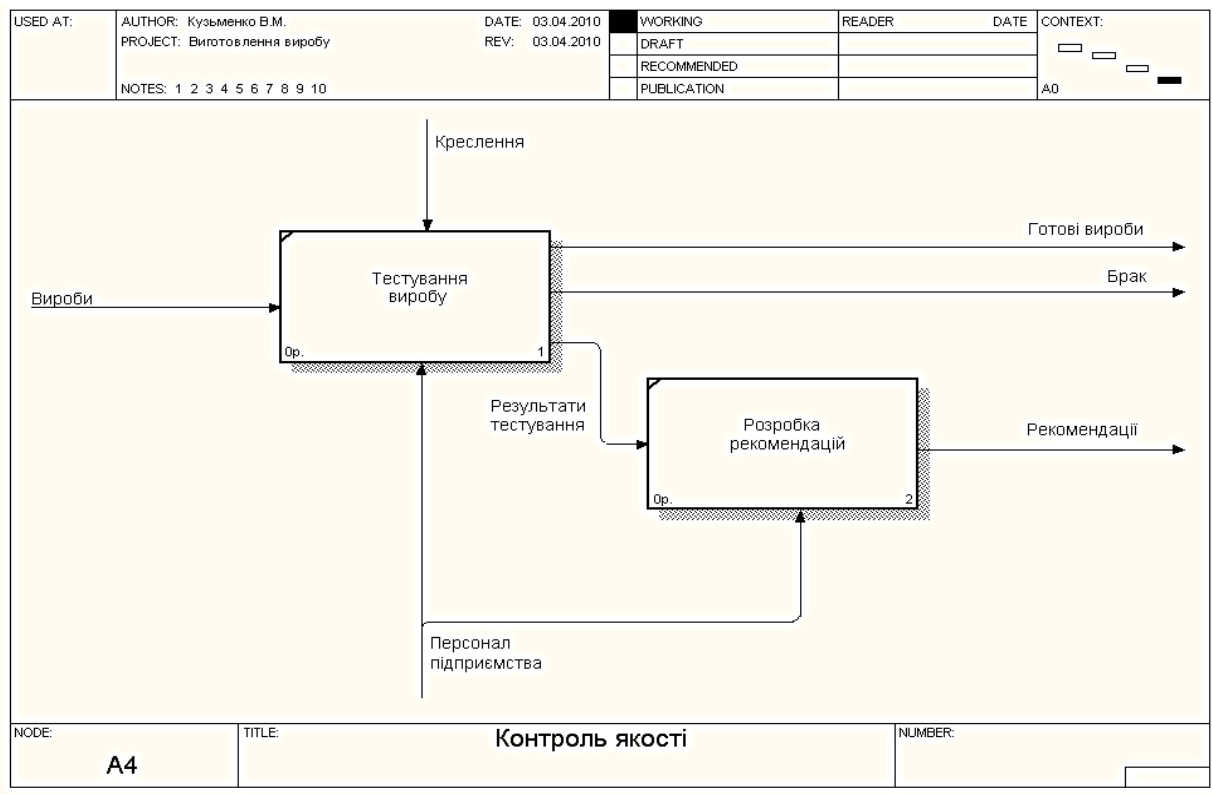 USED AT:
AUTHOR: Кузьменко В.М.
DATE: 03.04.2010
PROJECT: Виготовлення виробу
REV: 03.04.2010
NOTES: 1 2 3 4 5 6 7 8 9 10
WORKING
DRAFT
RECOMMENDED
PUBLICATION
READER
DATE
CONTEXT:
A0
Креслення
Готові вироби
Вироби
Тестування
виробу
0р.
1
Брак
Результати
тестування
Розробка
рекомендацій
0р.
2
Рекомендації
Персонал
підприємства
NODE:
A4
TITLE:
Контроль якості
NUMBER: